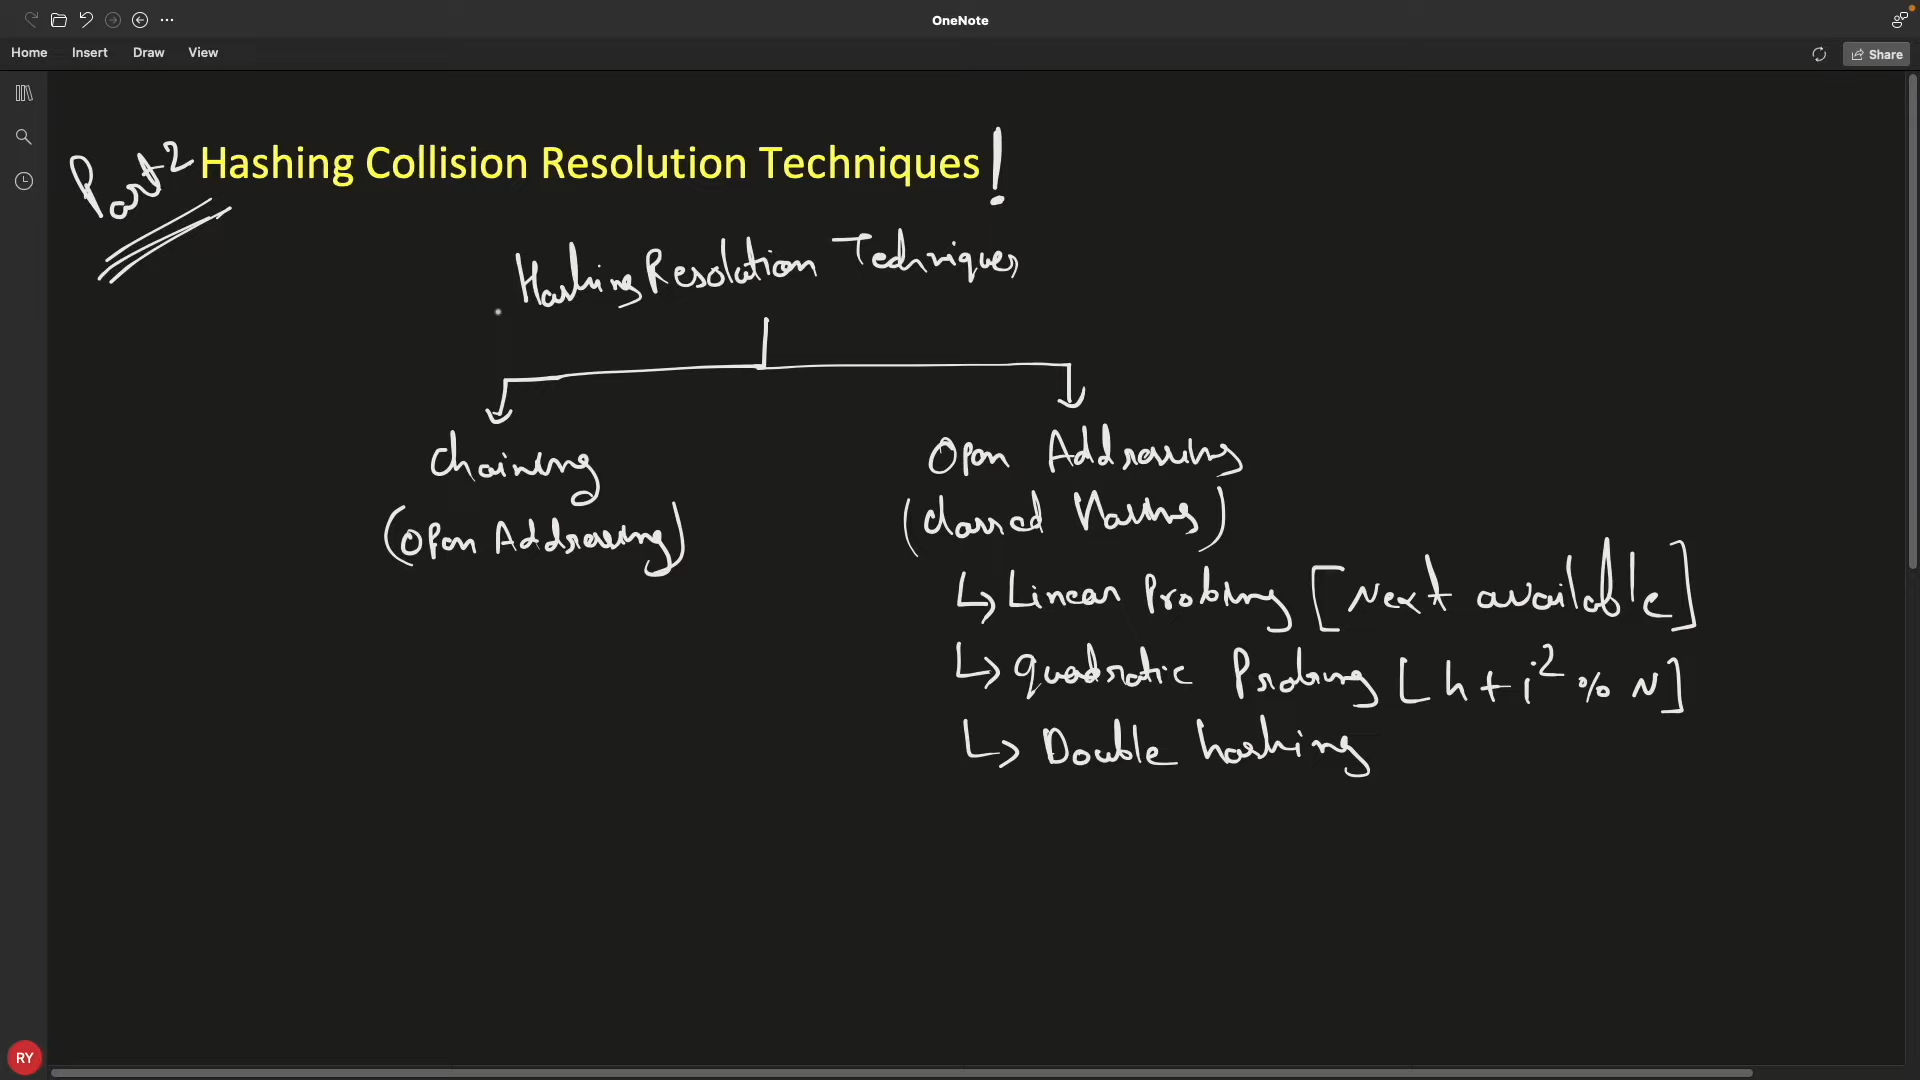 OneNote
Home Insert Draw View
Share
Part 2
Hashing Collision Resolution Techniques!
Hashing Resolution Techniques
Chaining
(Open Addressing)
Open Addressing
(Classed Hashing)
↳ Linear Probing [Next available]
↳ quadratic Probing [h + i² % N]
↳ Double hashing
RY